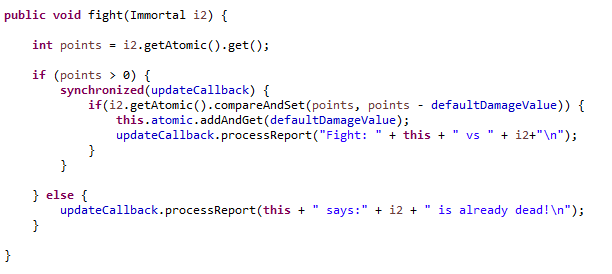 public void fight(Immortal i2) {
int points = i2.getAtomic().get();
if (points > 0) {
synchronized(updateCallback) {
if(i2.getAtomic().compareAndSet(points, points - defaultDamageValue)) {
this.atomic.addAndGet(defaultDamageValue);
updateCallback.processReport("Fight: " + this + " vs " + i2+"\n");
}
}
} else {
updateCallback.processReport(this + " says:" + i2 + " is already dead!\n");
}
}